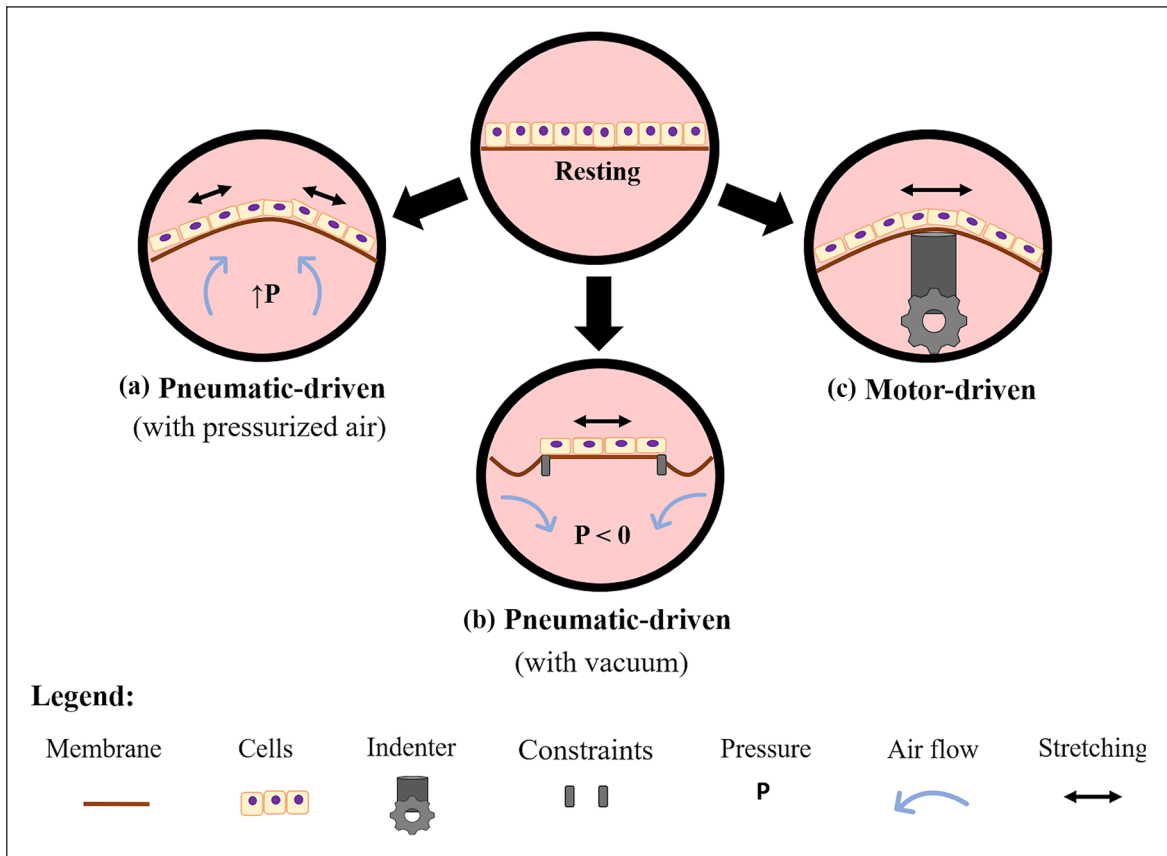 Resting
↑P
(a) Pneumatic-driven
(with pressurized air)
(c) Motor-driven
P < 0
(b) Pneumatic-driven
(with vacuum)
Legend:
Membrane Cells Indenter Constraints Pressure Air flow Stretching
P